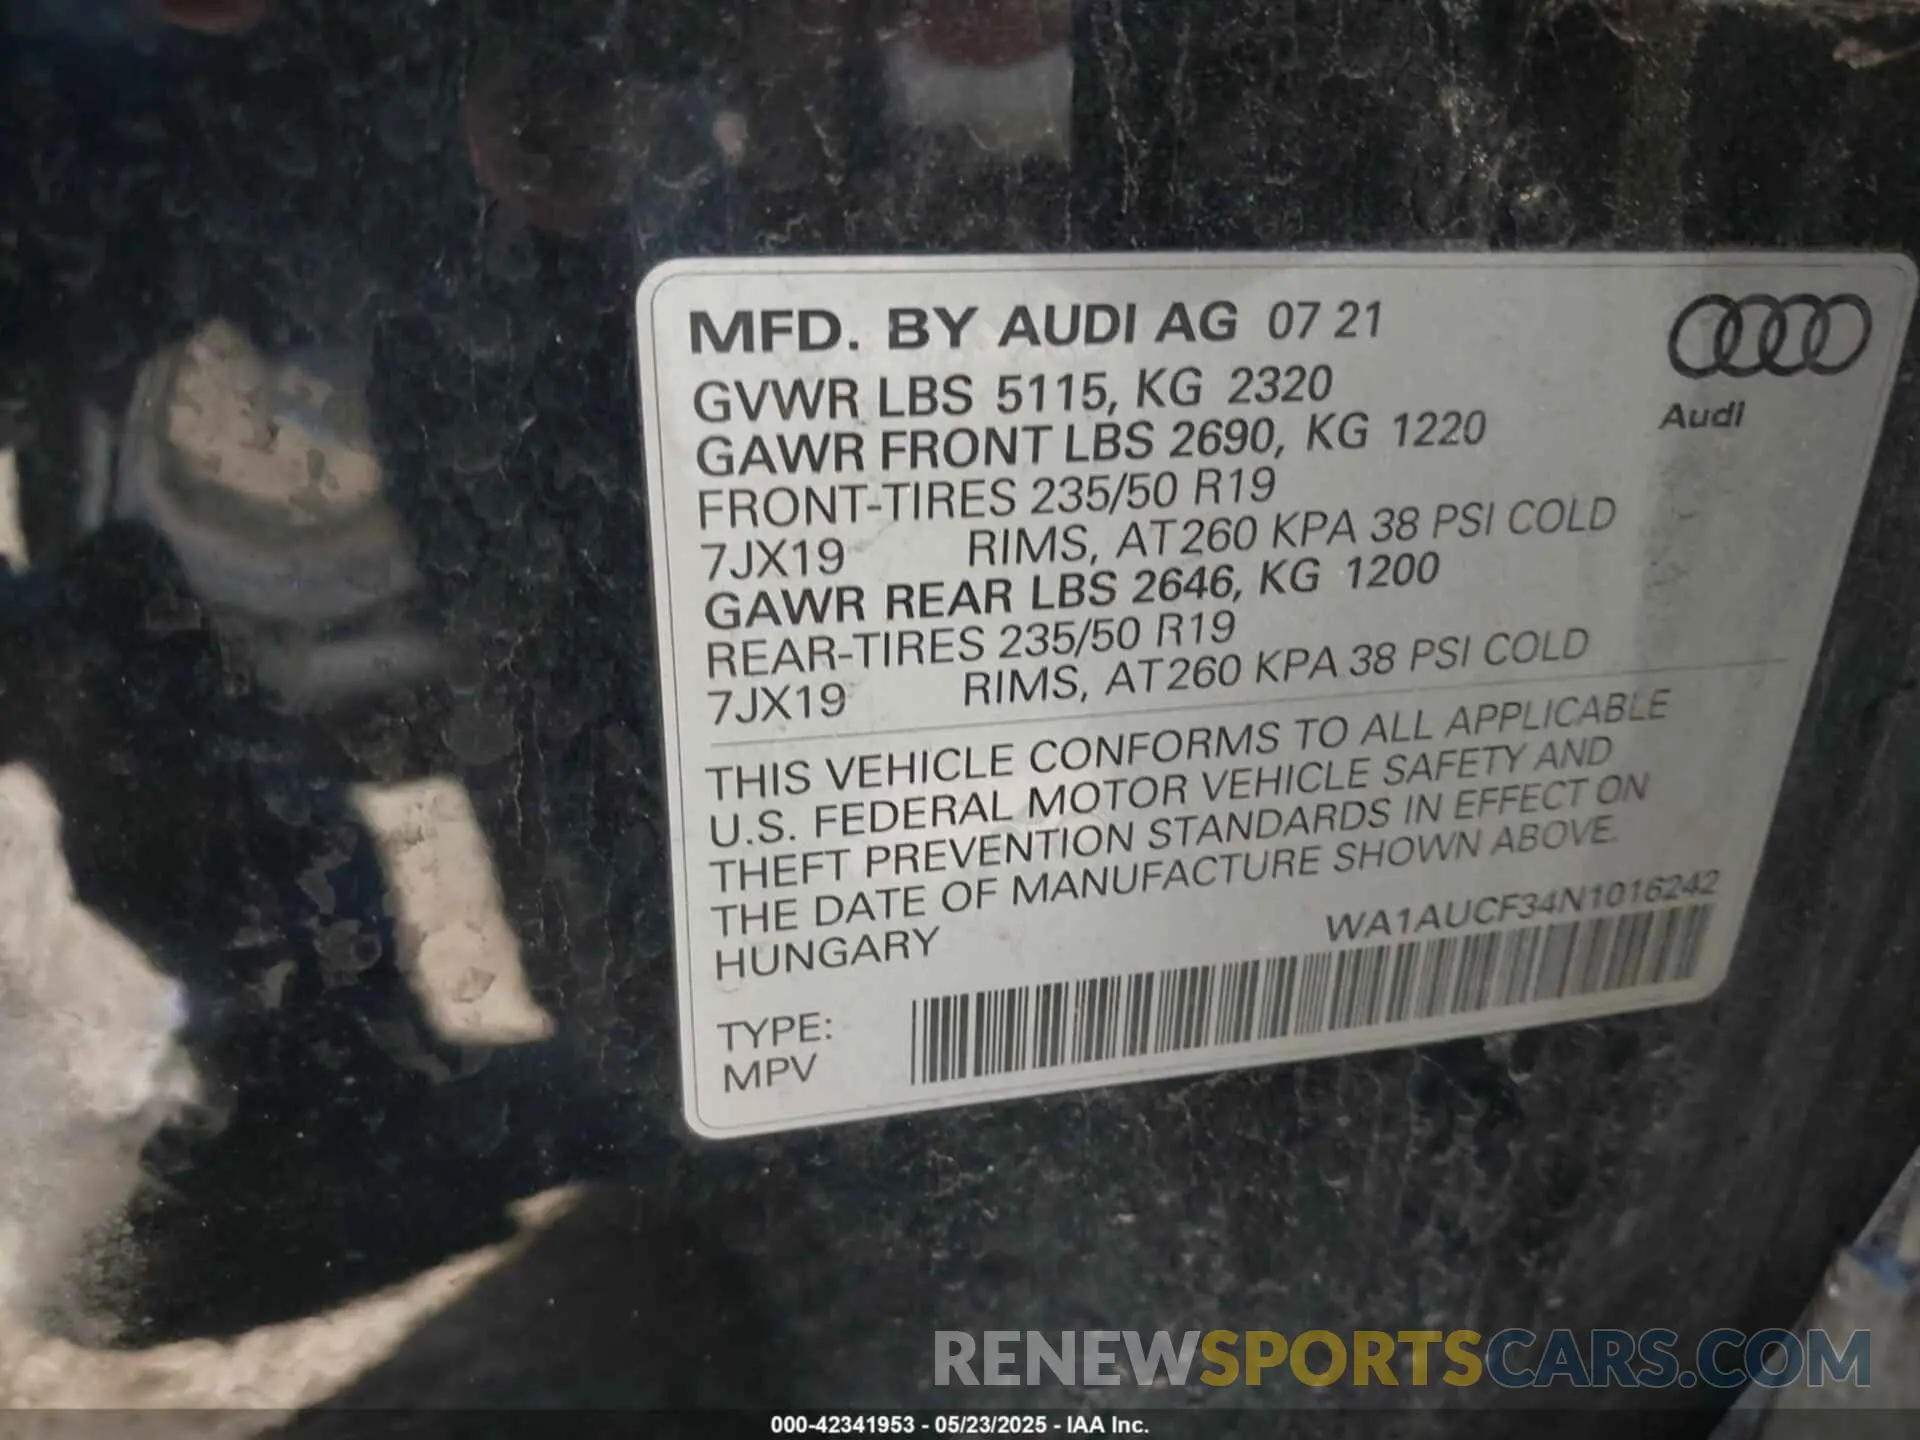 MFD. BY AUDI AG 07 21
Audi
GVWR LBS 5115, KG 2320
GAWR FRONT LBS 2690, KG 1220
FRONT-TIRES 235/50 R19
7JX19 RIMS, AT 260 KPA 38 PSI COLD
GAWR REAR LBS 2646, KG 1200
REAR-TIRES 235/50 R19
7JX19 RIMS, AT 260 KPA 38 PSI COLD
THIS VEHICLE CONFORMS TO ALL APPLICABLE
U.S. FEDERAL MOTOR VEHICLE SAFETY AND
THEFT PREVENTION STANDARDS IN EFFECT ON
THE DATE OF MANUFACTURE SHOWN ABOVE.
HUNGARY WA1AUCF34N1016242
TYPE:
MPV
RENEWSPORTSCARS.COM
000-42341953 - 05/23/2025 - IAA Inc.